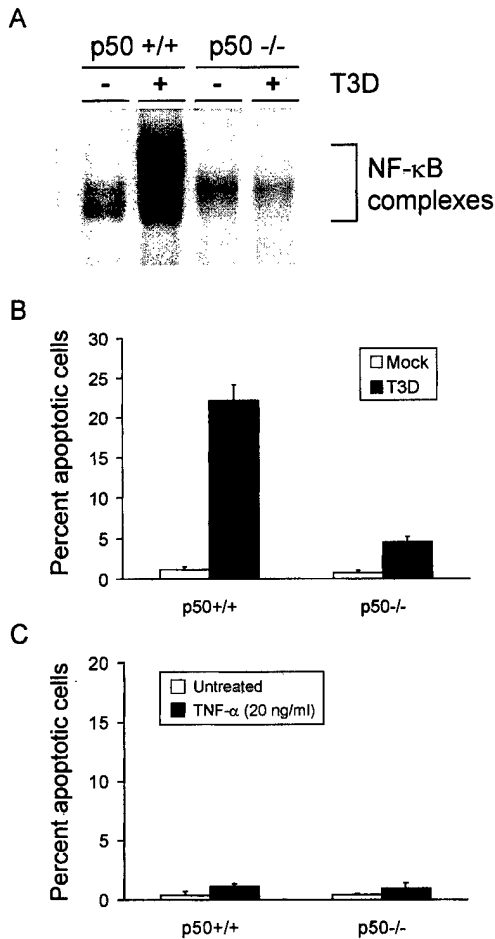 A
p50 +/+ p50 -/-
- + - + T3D
NF-κB
complexes
B
Percent apoptotic cells
30
25
20
15
10
5
0
Mock
T3D
p50+/+ p50-/-
C
Percent apoptotic cells
20
15
10
5
0
Untreated
TNF-α (20 ng/ml)
p50+/+ p50-/-